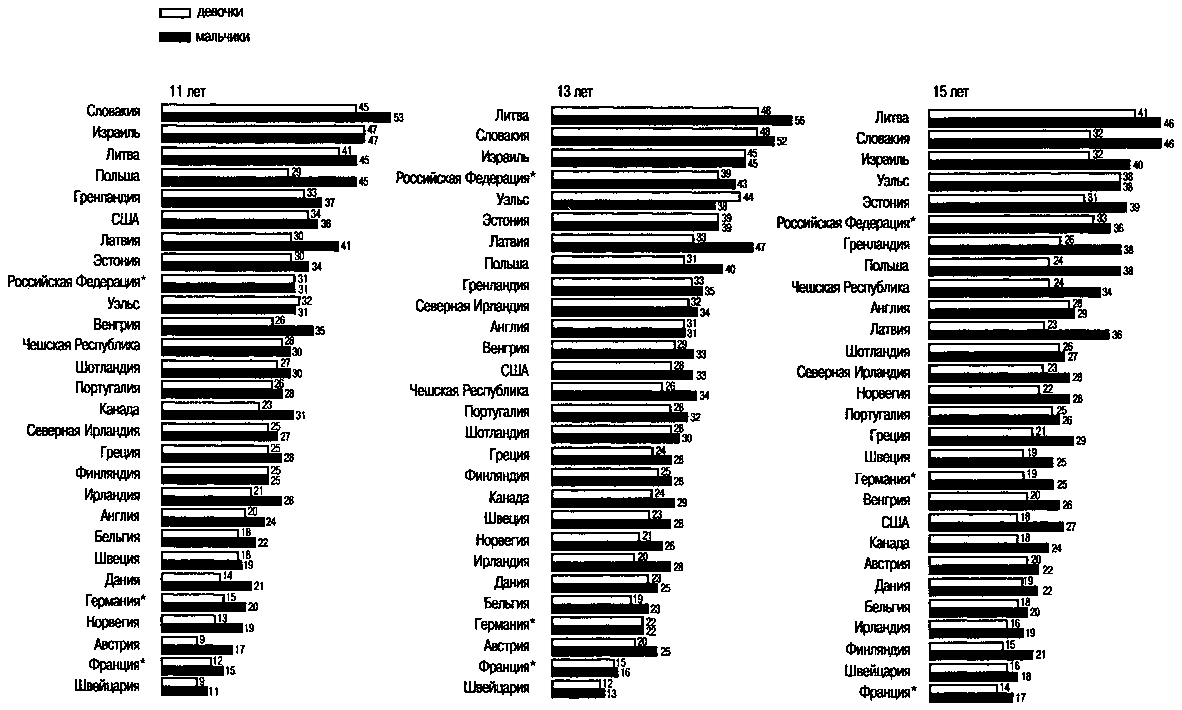 девочки
мальчики
11 лет
Словакия 45 53
Израиль 47 47
Литва 41 45
Польша 29 45
Гренландия 33 37
США 34 36
Латвия 30 41
Эстония 30 34
Российская Федерация* 31 31
Уэльс 32 31
Венгрия 26 35
Чешская Республика 28 30
Шотландия 27 30
Португалия 26 28
Канада 23 31
Северная Ирландия 25 27
Греция 25 28
Финляндия 25 25
Ирландия 21 28
Англия 20 24
Бельгия 18 22
Швеция 18 19
Дания 14 21
Германия* 15 20
Норвегия 13 19
Австрия 9 17
Франция* 12 15
Швейцария 9 11
13 лет
Литва 48 56
Словакия 48 52
Израиль 45 45
Российская Федерация* 39 43
Уэльс 44 38
Эстония 39 39
Латвия 33 47
Польша 31 40
Гренландия 33 35
Северная Ирландия 32 34
Англия 31 31
Венгрия 29 33
США 28 33
Чешская Республика 26 34
Португалия 28 32
Шотландия 28 30
Греция 24 28
Финляндия 25 28
Канада 24 29
Швеция 23 28
Норвегия 21 26
Ирландия 20 28
Дания 23 25
Бельгия 19 23
Германия* 22 22
Австрия 20 25
Франция* 15 16
Швейцария 12 13
15 лет
Литва 41 46
Словакия 32 46
Израиль 32 40
Уэльс 38 38
Эстония 31 39
Российская Федерация* 33 36
Гренландия 26 38
Польша 24 38
Чешская Республика 24 34
Англия 28 29
Латвия 23 36
Шотландия 26 27
Северная Ирландия 23 28
Норвегия 22 28
Португалия 25 26
Греция 21 29
Швеция 19 25
Германия* 19 25
Венгрия 20 26
США 18 27
Канада 18 24
Австрия 20 22
Дания 19 22
Бельгия 18 20
Ирландия 16 19
Финляндия 15 21
Швейцария 16 18
Франция* 14 17